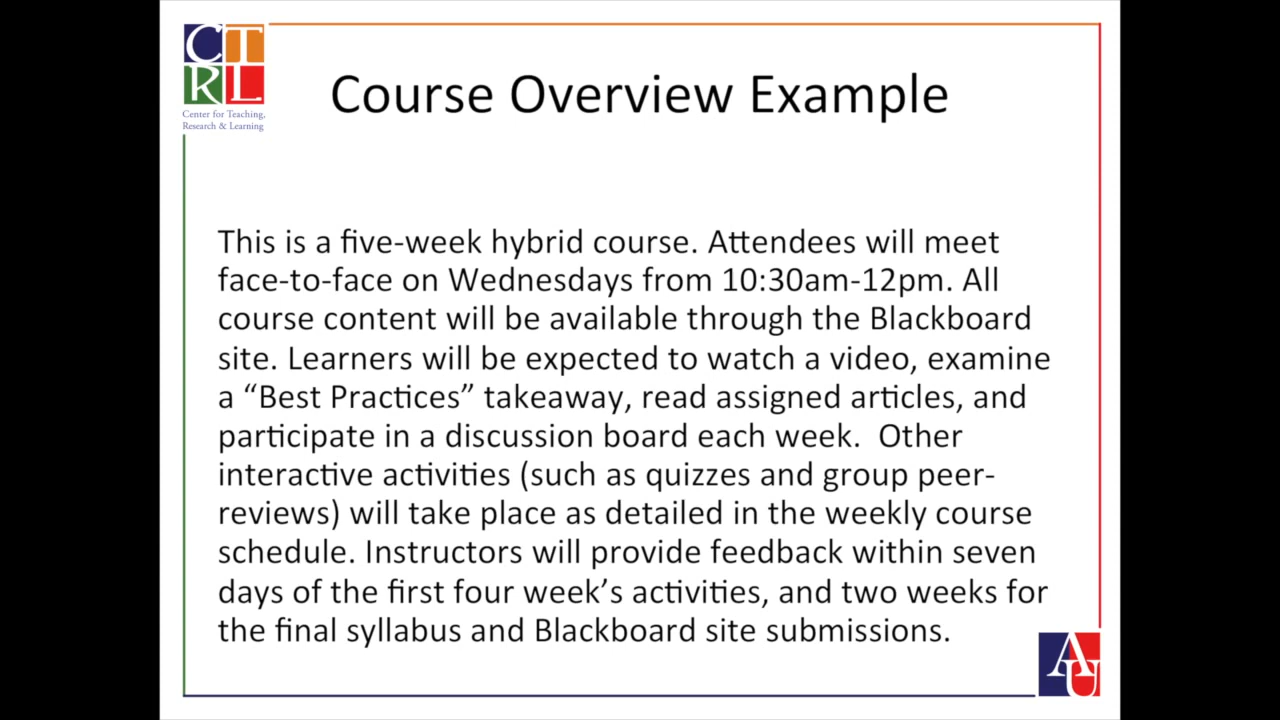 CTRL
Center for Teaching,
Research & Learning
Course Overview Example
This is a five-week hybrid course. Attendees will meet
face-to-face on Wednesdays from 10:30am-12pm. All
course content will be available through the Blackboard
site. Learners will be expected to watch a video, examine
a “Best Practices” takeaway, read assigned articles, and
participate in a discussion board each week.  Other
interactive activities (such as quizzes and group peer-
reviews) will take place as detailed in the weekly course
schedule. Instructors will provide feedback within seven
days of the first four week’s activities, and two weeks for
the final syllabus and Blackboard site submissions.
AU